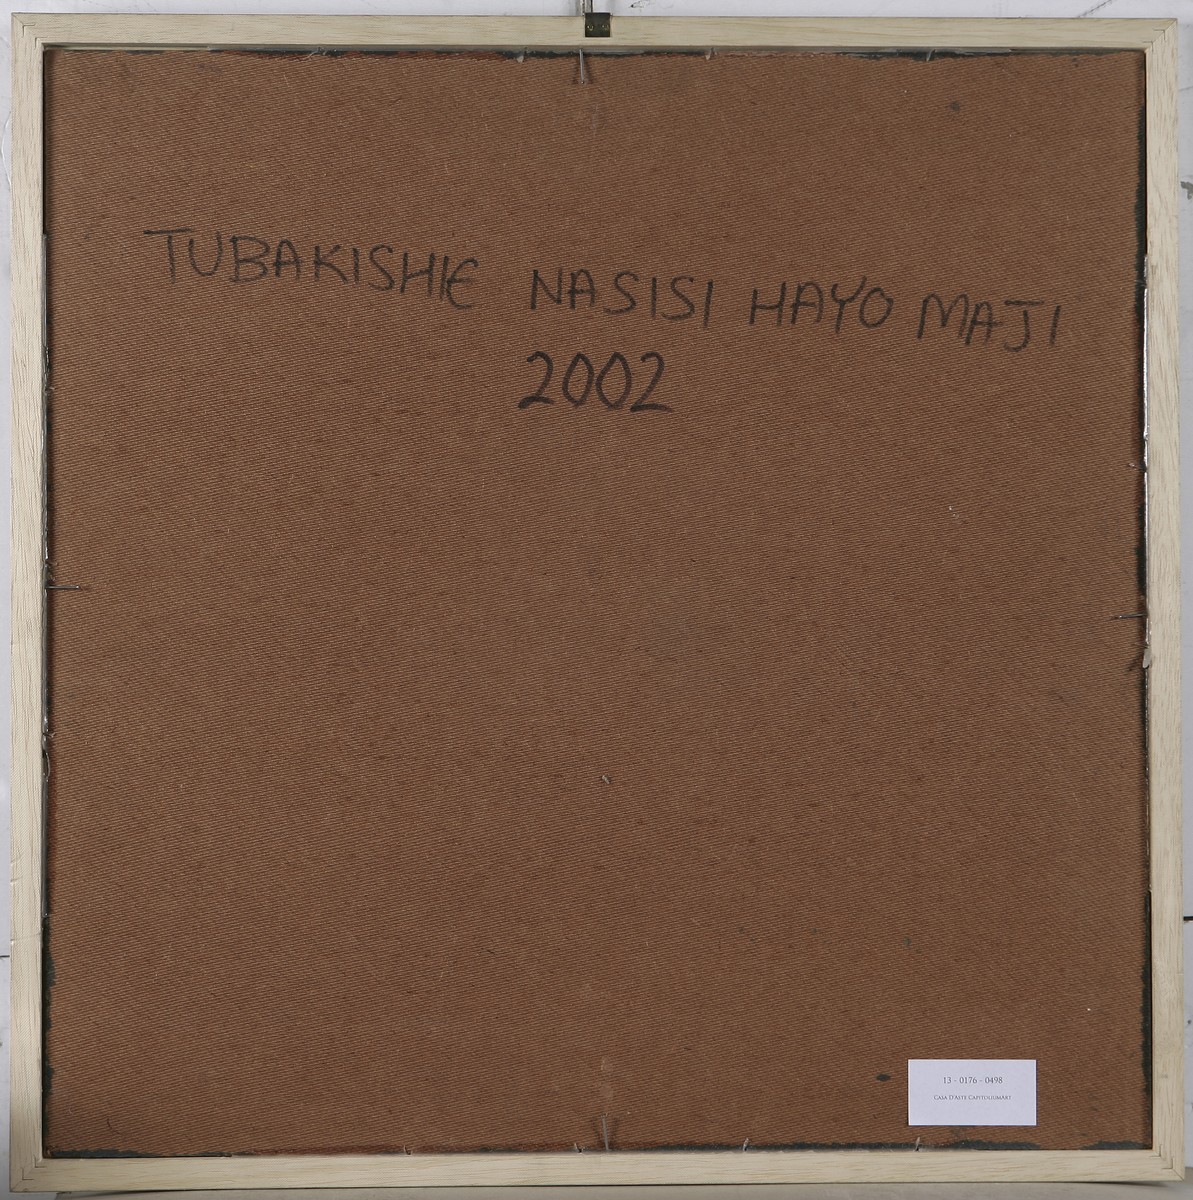 TUBAKISHIE NASISI HAYO MAJI
2002
13 - 0176 - 0498
CASA D'ASTE CAPITOLIUMART